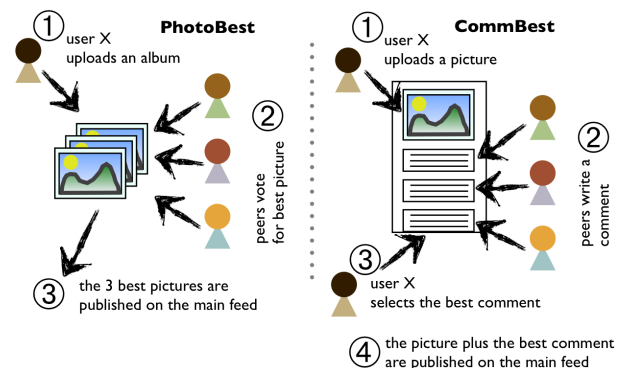 PhotoBest
① user X
uploads an album
②
peers vote
for best picture
③ the 3 best pictures are
published on the main feed
CommBest
① user X
uploads a picture
②
peers write a
comment
③ user X
selects the best comment
④ the picture plus the best comment
are published on the main feed